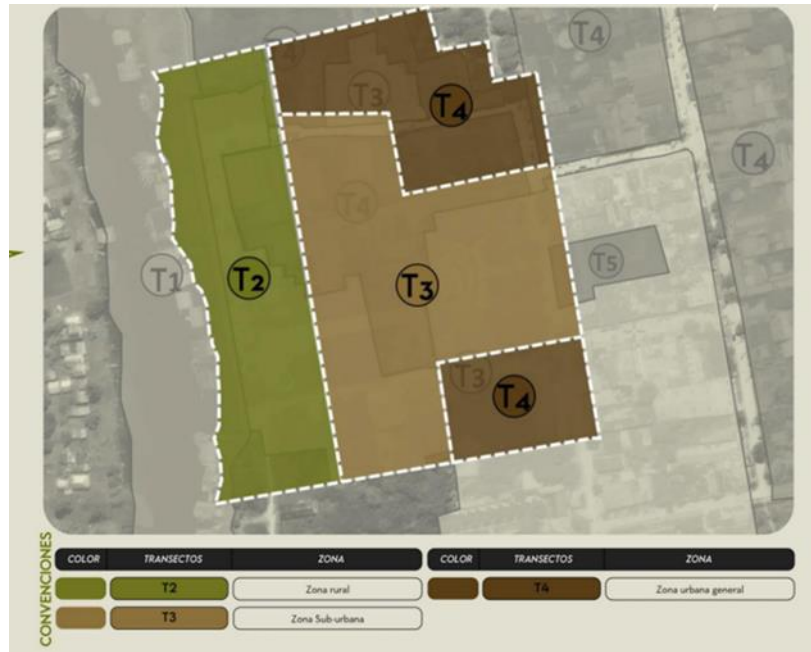 T4
T3
T4
T4
T4
T2
T1
T3
T5
T3
T4
CONVENCIONES
COLOR TRANSECTOS ZONA COLOR TRANSECTOS ZONA
T2 Zona rural T4 Zona urbana general
T3 Zona Sub-urbana